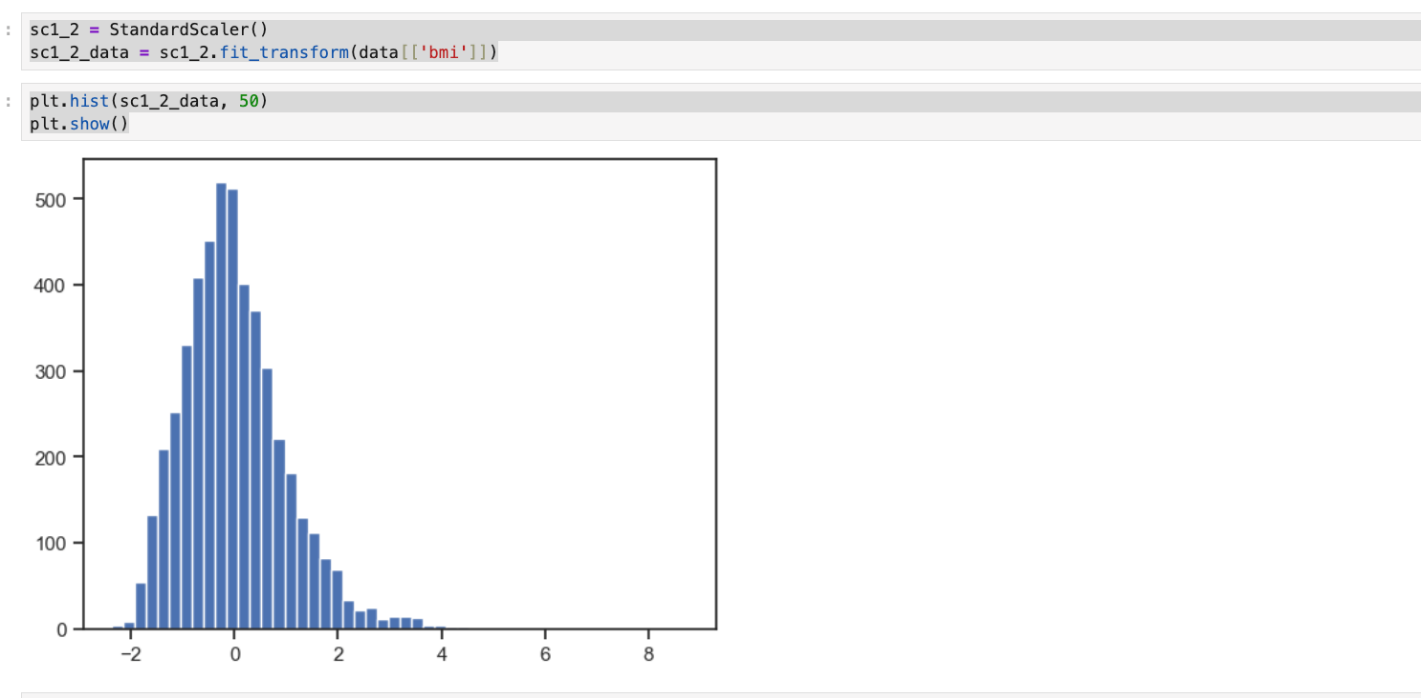 :
sc1_2 = StandardScaler()
sc1_2_data = sc1_2.fit_transform(data[['bmi']])
:
plt.hist(sc1_2_data, 50)
plt.show()
500
400
300
200
100
0
−2 0 2 4 6 8